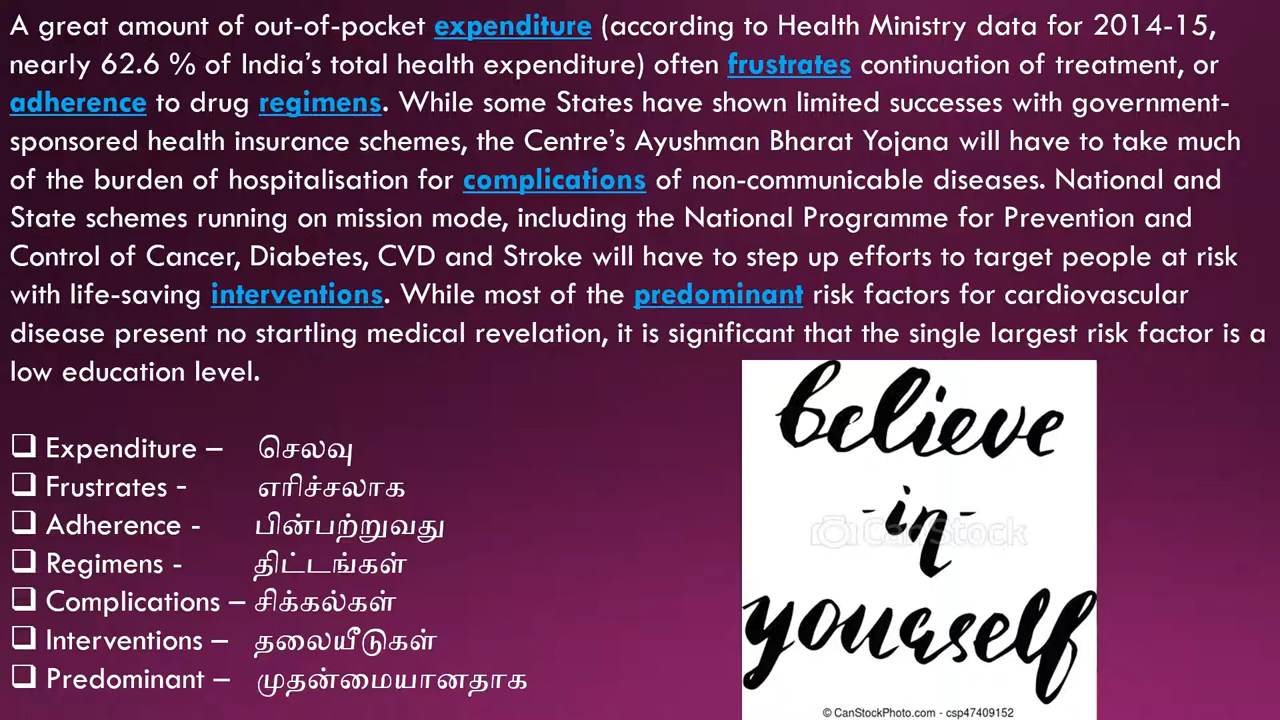 A great amount of out-of-pocket expenditure (according to Health Ministry data for 2014-15,
nearly 62.6 % of India’s total health expenditure) often frustrates continuation of treatment, or
adherence to drug regimens. While some States have shown limited successes with government-
sponsored health insurance schemes, the Centre’s Ayushman Bharat Yojana will have to take much
of the burden of hospitalisation for complications of non-communicable diseases. National and
State schemes running on mission mode, including the National Programme for Prevention and
Control of Cancer, Diabetes, CVD and Stroke will have to step up efforts to target people at risk
with life-saving interventions. While most of the predominant risk factors for cardiovascular
disease present no startling medical revelation, it is significant that the single largest risk factor is a
low education level.
Expenditure – செலவு
Frustrates - எரிச்சலாக
Adherence - பின்பற்றுவது
Regimens - திட்டங்கள்
Complications – சிக்கல்கள்
Interventions – தலையீடுகள்
Predominant – முதன்மையானதாக
believe
-in-
yourself
CanStock
© CanStockPhoto.com - csp47409152